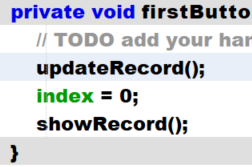 private void firstButto
// TODO add your har
updateRecord();
index = 0;
showRecord();
}